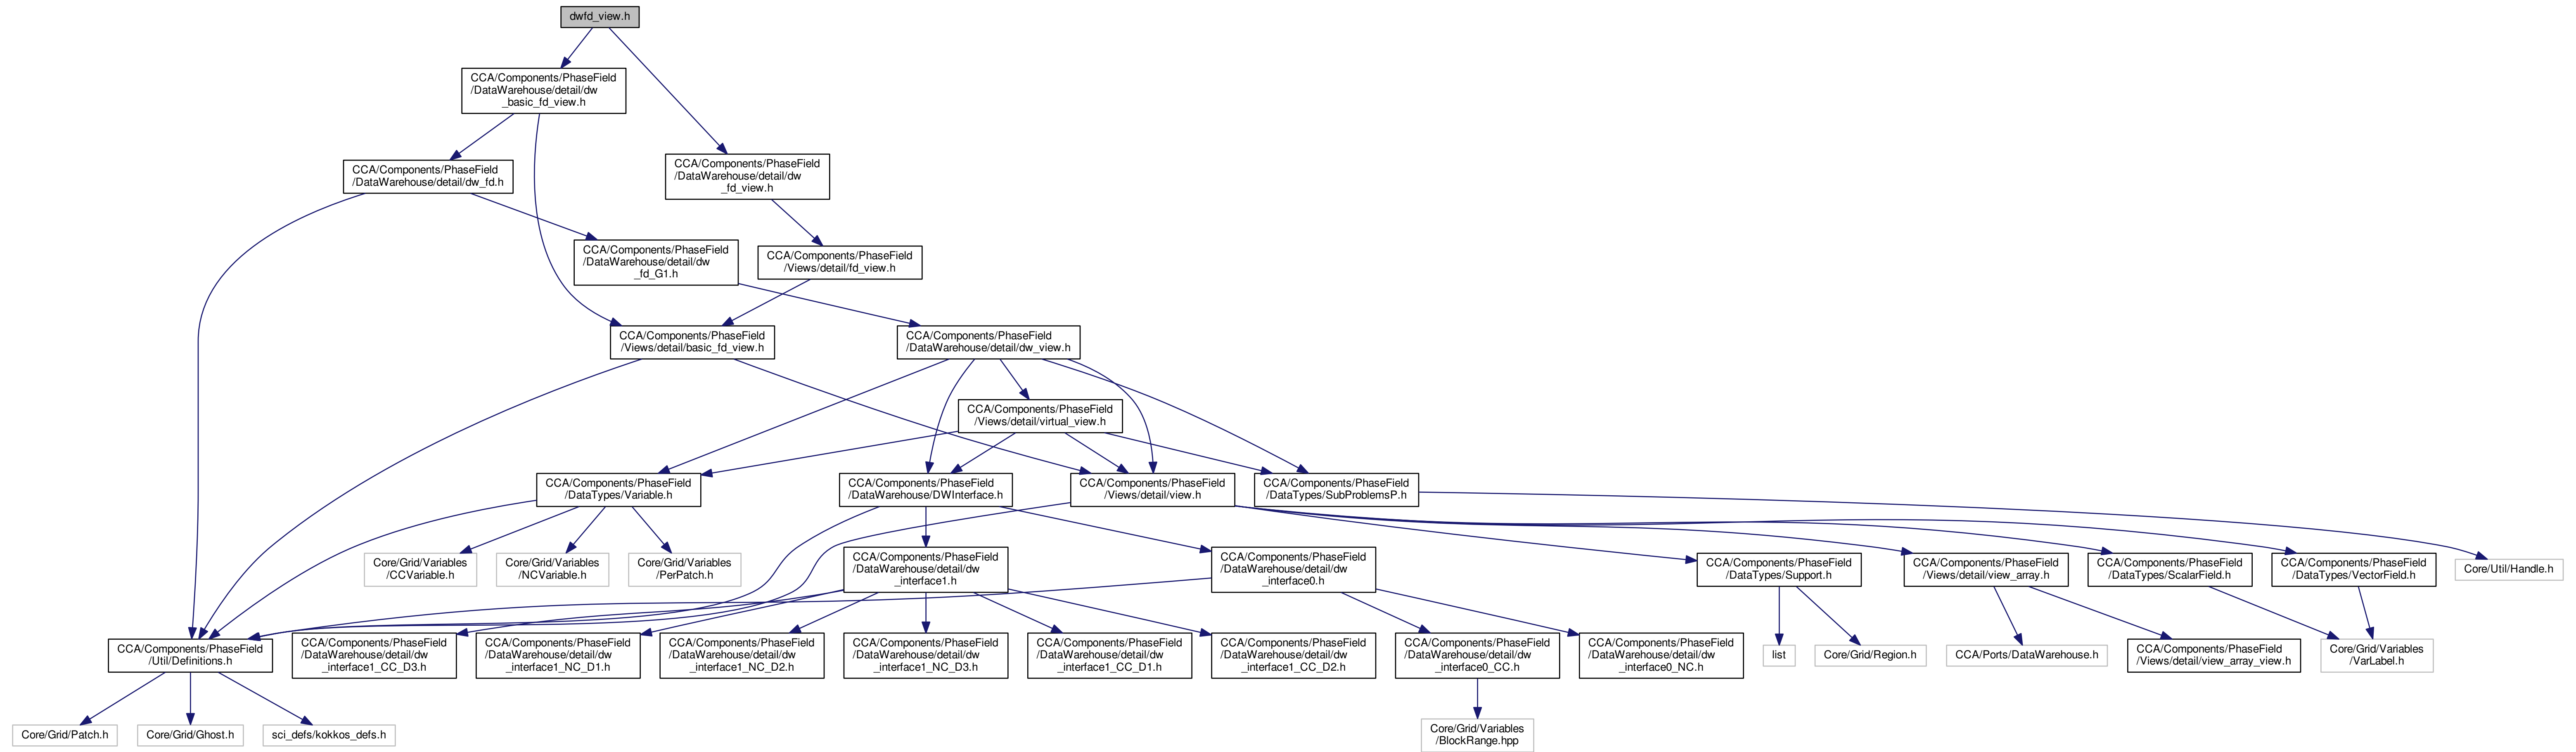 dwfd_view.h
CCA/Components/PhaseField
/DataWarehouse/detail/dw
_basic_fd_view.h
CCA/Components/PhaseField
/DataWarehouse/detail/dw_fd.h
CCA/Components/PhaseField
/DataWarehouse/detail/dw
_fd_view.h
CCA/Components/PhaseField
/DataWarehouse/detail/dw
_fd_G1.h
CCA/Components/PhaseField
/Views/detail/fd_view.h
CCA/Components/PhaseField
/Views/detail/basic_fd_view.h
CCA/Components/PhaseField
/DataWarehouse/detail/dw_view.h
CCA/Components/PhaseField
/Views/detail/virtual_view.h
CCA/Components/PhaseField
/DataTypes/Variable.h
CCA/Components/PhaseField
/DataWarehouse/DWInterface.h
CCA/Components/PhaseField
/Views/detail/view.h
CCA/Components/PhaseField
/DataTypes/SubProblemsP.h
Core/Grid/Variables
/CCVariable.h
Core/Grid/Variables
/NCVariable.h
Core/Grid/Variables
/PerPatch.h
CCA/Components/PhaseField
/DataWarehouse/detail/dw
_interface1.h
CCA/Components/PhaseField
/DataWarehouse/detail/dw
_interface0.h
CCA/Components/PhaseField
/DataTypes/Support.h
CCA/Components/PhaseField
/Views/detail/view_array.h
CCA/Components/PhaseField
/DataTypes/ScalarField.h
CCA/Components/PhaseField
/DataTypes/VectorField.h
Core/Util/Handle.h
CCA/Components/PhaseField
/Util/Definitions.h
CCA/Components/PhaseField
/DataWarehouse/detail/dw
_interface1_CC_D3.h
CCA/Components/PhaseField
/DataWarehouse/detail/dw
_interface1_NC_D1.h
CCA/Components/PhaseField
/DataWarehouse/detail/dw
_interface1_NC_D2.h
CCA/Components/PhaseField
/DataWarehouse/detail/dw
_interface1_NC_D3.h
CCA/Components/PhaseField
/DataWarehouse/detail/dw
_interface1_CC_D1.h
CCA/Components/PhaseField
/DataWarehouse/detail/dw
_interface1_CC_D2.h
CCA/Components/PhaseField
/DataWarehouse/detail/dw
_interface0_CC.h
CCA/Components/PhaseField
/DataWarehouse/detail/dw
_interface0_NC.h
list
Core/Grid/Region.h
CCA/Ports/DataWarehouse.h
CCA/Components/PhaseField
/Views/detail/view_array_view.h
Core/Grid/Variables
/VarLabel.h
Core/Grid/Patch.h
Core/Grid/Ghost.h
sci_defs/kokkos_defs.h
Core/Grid/Variables
/BlockRange.hpp